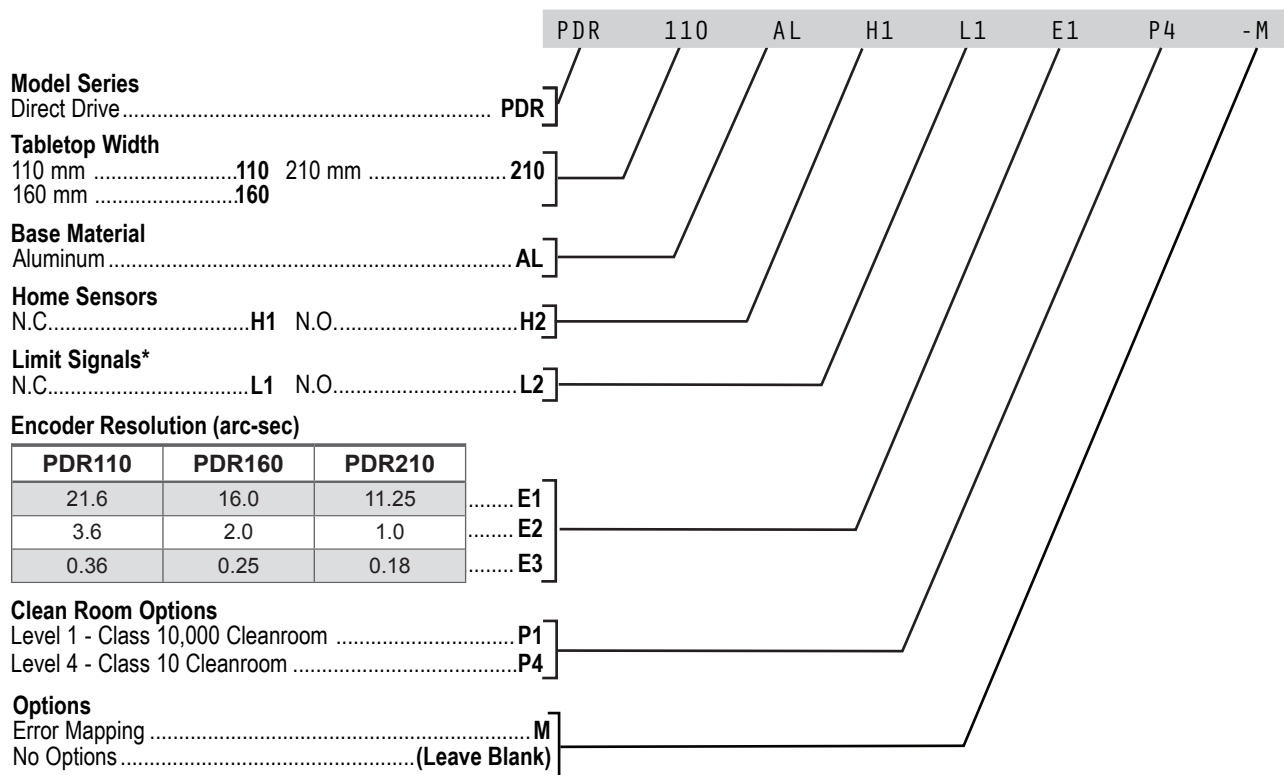 PDR 110 AL H1 L1 E1 P4 -M
Model Series
Direct Drive................................................................ PDR
Tabletop Width
110 mm .........................110 210 mm ........................ 210
160 mm .........................160
Base Material
Aluminum...................................................................... AL
Home Sensors
N.C...................................H1 N.O................................H2
Limit Signals*
N.C...................................L1 N.O................................L2
Encoder Resolution (arc-sec)
PDR110 PDR160 PDR210
21.6 16.0 11.25 ........ E1
3.6 2.0 1.0 ........ E2
0.36 0.25 0.18 ........ E3
Clean Room Options
Level 1 - Class 10,000 Cleanroom ............................... P1
Level 4 - Class 10 Cleanroom .......................................P4
Options
Error Mapping ..................................................................M
No Options...................................................(Leave Blank)